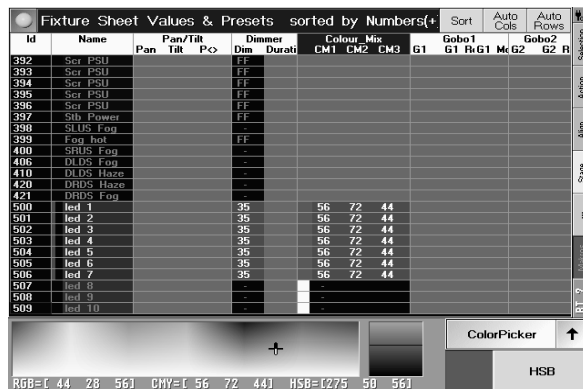 Fixture Sheet Values & Presets sorted by Numbers(+ Sort Auto Cols Auto Rows
Id Name Pan/Tilt Dimmer Colour_Mix Gobo1 Gobo2
Pan Tilt P<> Dim Durati CM1 CM2 CM3 G1 G1 R G1 M G2 G2 R
392 Scr PSU FF
393 Scr PSU FF
394 Scr PSU FF
395 Scr PSU FF
396 Scr PSU FF
397 Stb Power FF
398 SLUS Fog -
399 Fog hot FF
400 SRUS Fog -
406 DLDS Fog -
410 DLDS Haze -
420 DRDS Haze -
421 DRDS Fog -
500 led 1 35 56 72 44
501 led 2 35 56 72 44
502 led 3 35 56 72 44
503 led 4 35 56 72 44
504 led 5 35 56 72 44
505 led 6 35 56 72 44
506 led 7 35 56 72 44
507 led 8 - -
508 led 9 - -
509 led 10 - -
Selection
Action
Align
Stage
RGB=[ 44 28 56] CMY=[ 56 72 44] HSB=[275 50 56]
ColorPicker
HSB